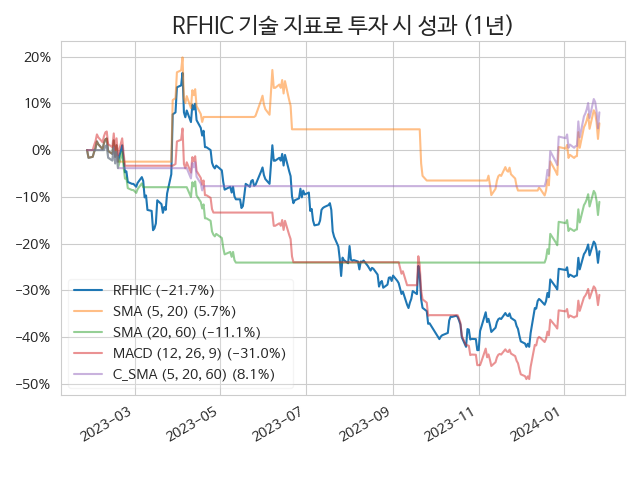 RFHIC 기술 지표로 투자 시 성과 (1년)
20%
10%
0%
−10%
−20%
−30%
−40%
−50%
RFHIC (−21.7%)
SMA (5, 20) (5.7%)
SMA (20, 60) (−11.1%)
MACD (12, 26, 9) (−31.0%)
C_SMA (5, 20, 60) (8.1%)
2023−03
2023−05
2023−07
2023−09
2023−11
2024−01